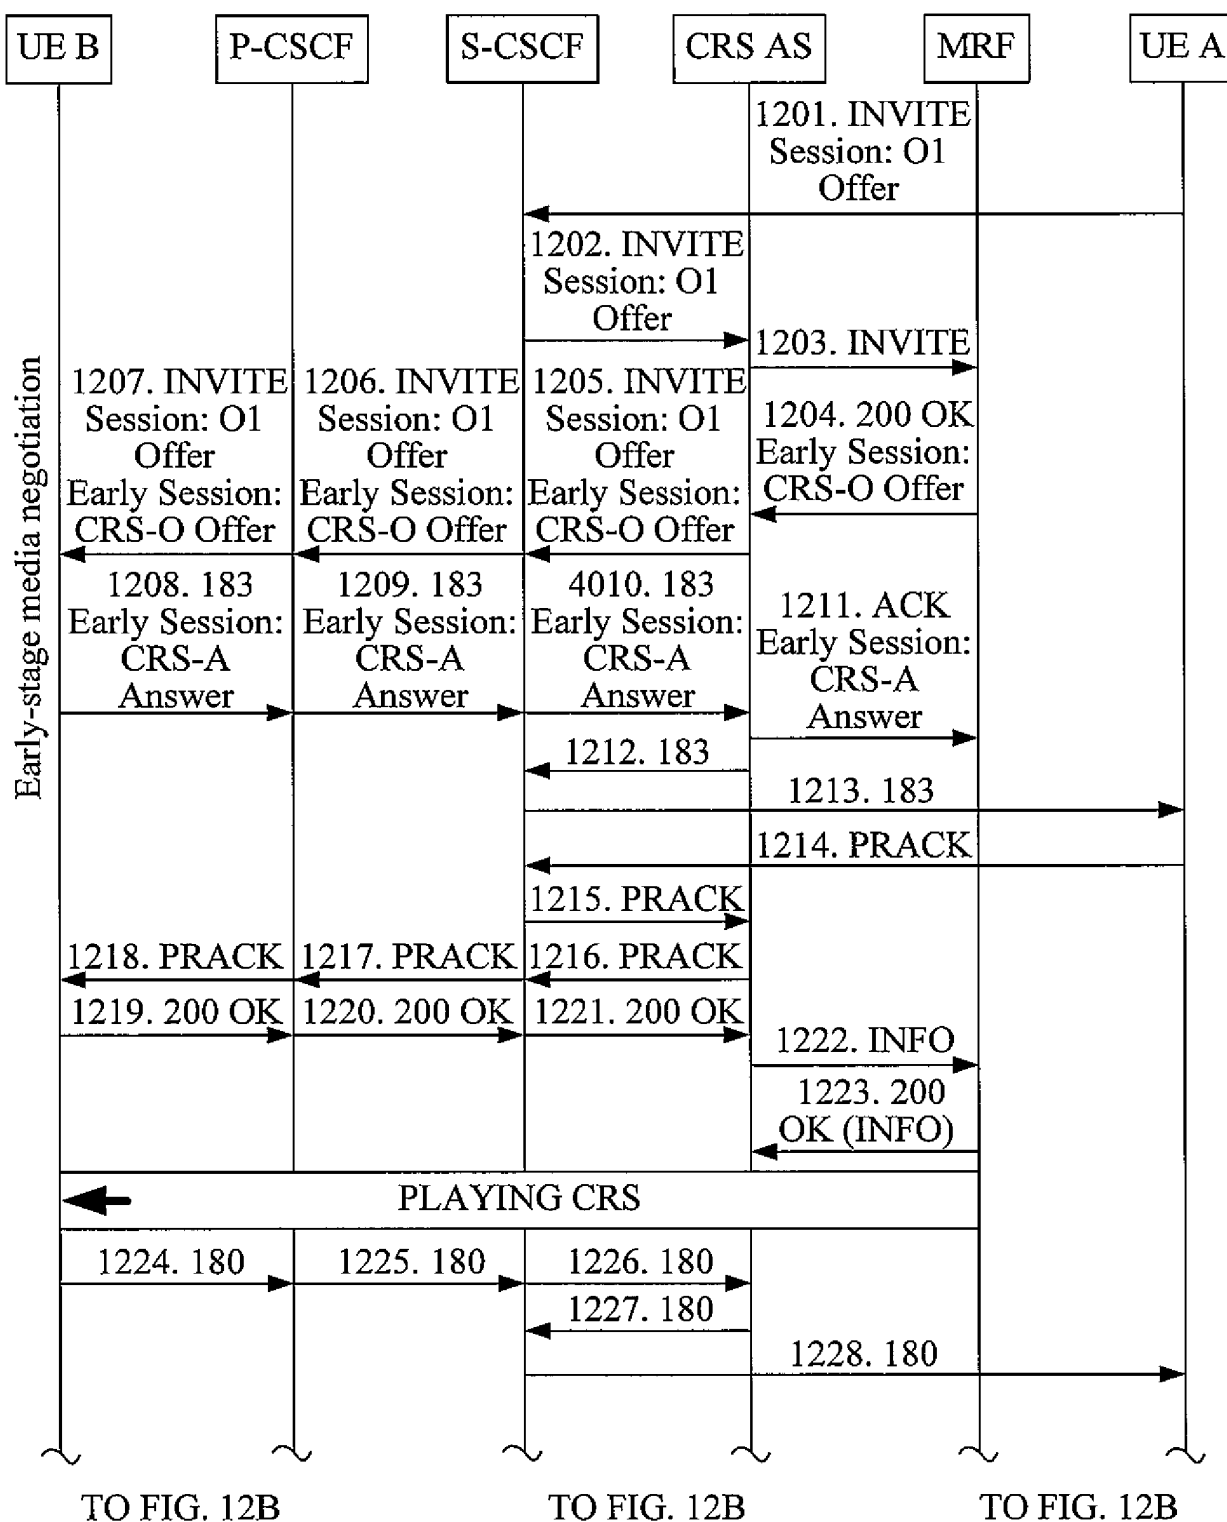 UE B
P-CSCF
S-CSCF
CRS AS
MRF
UE A
1201. INVITE
Session: O1
Offer
1202. INVITE
Session: O1
Offer
1203. INVITE
1204. 200 OK
Early Session:
CRS-O Offer
1205. INVITE
Session: O1
Offer
Early Session:
CRS-O Offer
1206. INVITE
Session: O1
Offer
Early Session:
CRS-O Offer
1207. INVITE
Session: O1
Offer
Early Session:
CRS-O Offer
Early-stage media negotiation
1208. 183
Early Session:
CRS-A
Answer
1209. 183
Early Session:
CRS-A
Answer
4010. 183
Early Session:
CRS-A
Answer
1211. ACK
Early Session:
CRS-A
Answer
1212. 183
1213. 183
1214. PRACK
1215. PRACK
1218. PRACK
1217. PRACK
1216. PRACK
1219. 200 OK
1220. 200 OK
1221. 200 OK
1222. INFO
1223. 200
OK (INFO)
PLAYING CRS
1224. 180
1225. 180
1226. 180
1227. 180
1228. 180
TO FIG. 12B
TO FIG. 12B
TO FIG. 12B